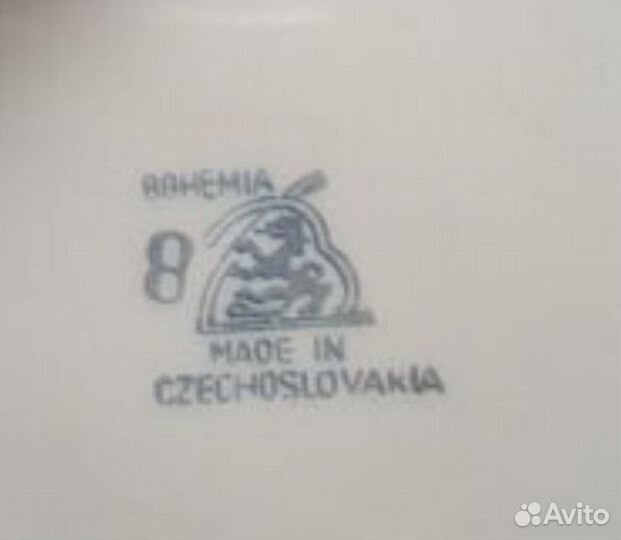 BOHEMIA
8
MADE IN
CZECHOSLOVAKIA
Avito